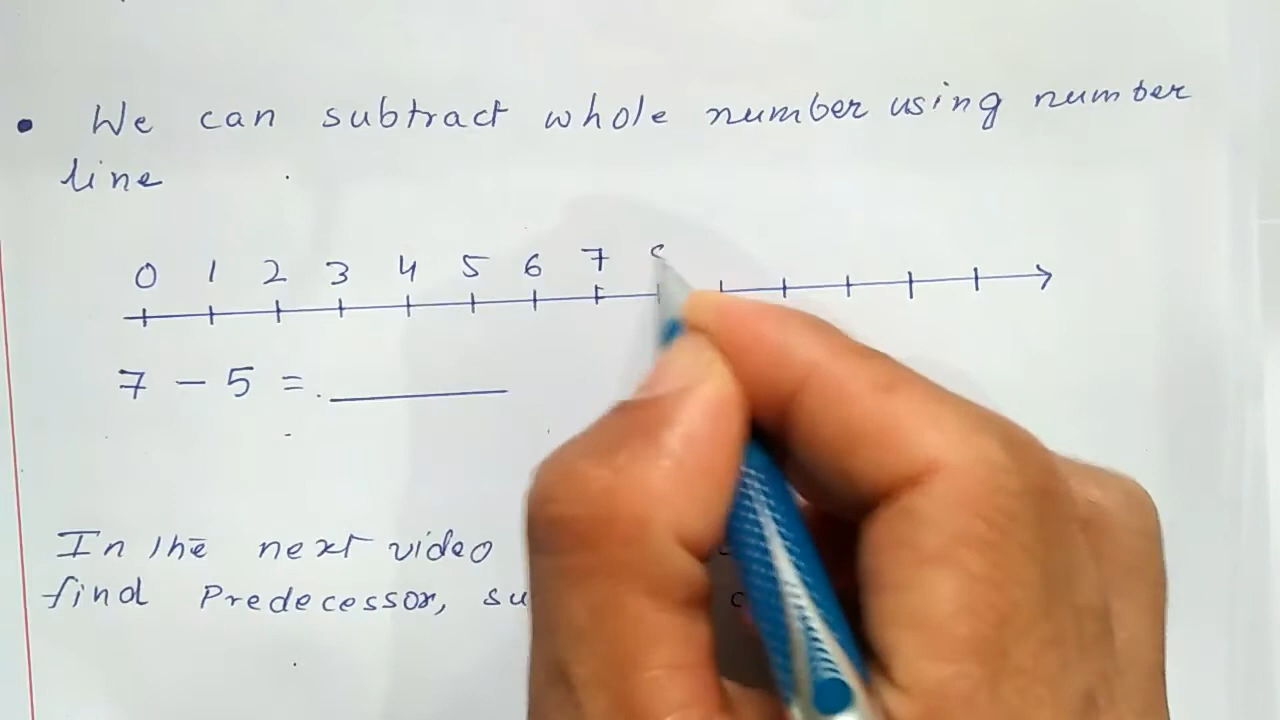 • We can subtract whole number using number
line
0 1 2 3 4 5 6 7
7 - 5 = .
In the next video
find Predecessor,